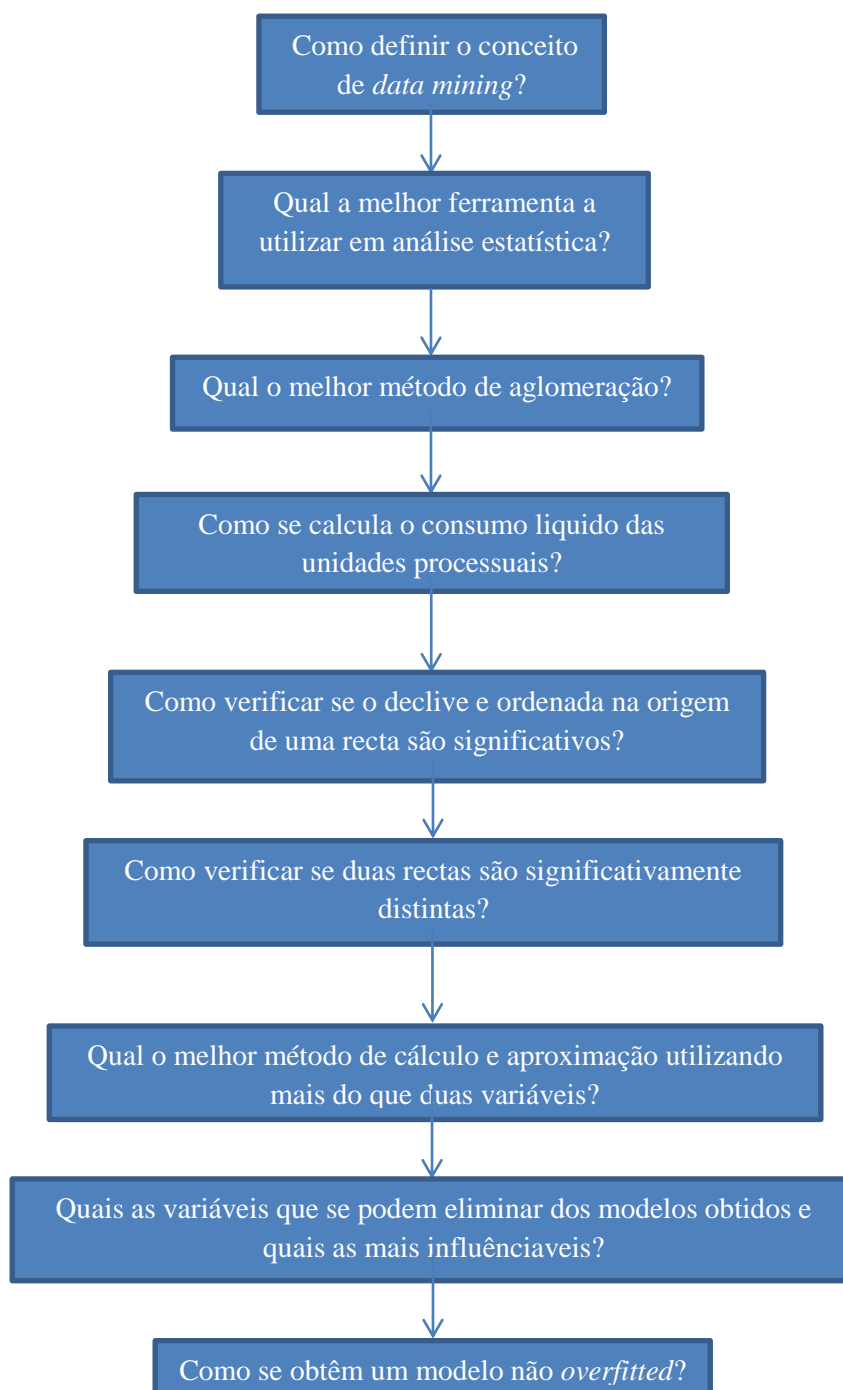 Como definir o conceito
de data mining?
Qual a melhor ferramenta a
utilizar em análise estatística?
Qual o melhor método de aglomeração?
Como se calcula o consumo liquido das
unidades processuais?
Como verificar se o declive e ordenada na origem
de uma recta são significativos?
Como verificar se duas rectas são significativamente
distintas?
Qual o melhor método de cálculo e aproximação utilizando
mais do que duas variáveis?
Quais as variáveis que se podem eliminar dos modelos obtidos e
quais as mais influênciaveis?
Como se obtêm um modelo não overfitted?